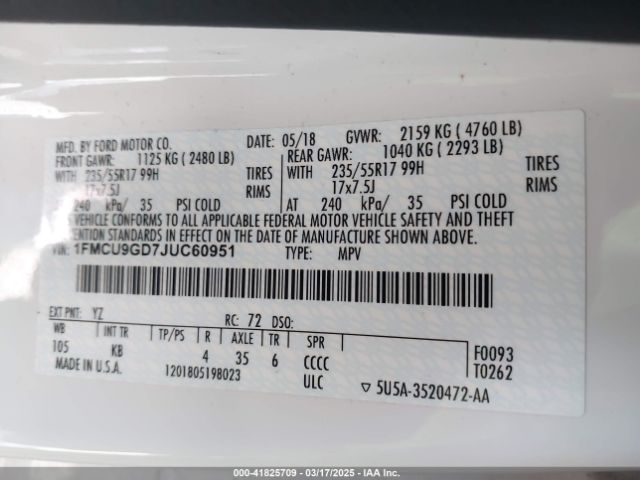 MFD. BY FORD MOTOR CO. DATE: 05/18 GVWR: 2159 KG ( 4760 LB)
FRONT GAWR: 1125 KG ( 2480 LB) REAR GAWR: 1040 KG ( 2293 LB)
WITH 235/55R17 99H TIRES WITH 235/55R17 99H TIRES
17x7.5J RIMS 17x7.5J RIMS
AT 240 kPa/ 35 PSI COLD AT 240 kPa/ 35 PSI COLD
VEHICLE CONFORMS TO ALL APPLICABLE FEDERAL MOTOR VEHICLE SAFETY AND THEFT
STANDARDS IN EFFECT ON THE DATE OF MANUFACTURE SHOWN ABOVE.
VIN: 1FMCU9GD7JUC60951 TYPE: MPV
EXT PNT: YZ RC: 72 DSO:
WB INT TR TP/PS R AXLE TR SPR F0093
105 KB 4 35 6 CCCC T0262
MADE IN U.S.A. 1201805198023 ULC 5U5A-3520472-AA
000-41825709 - 03/17/2025 - IAA Inc.